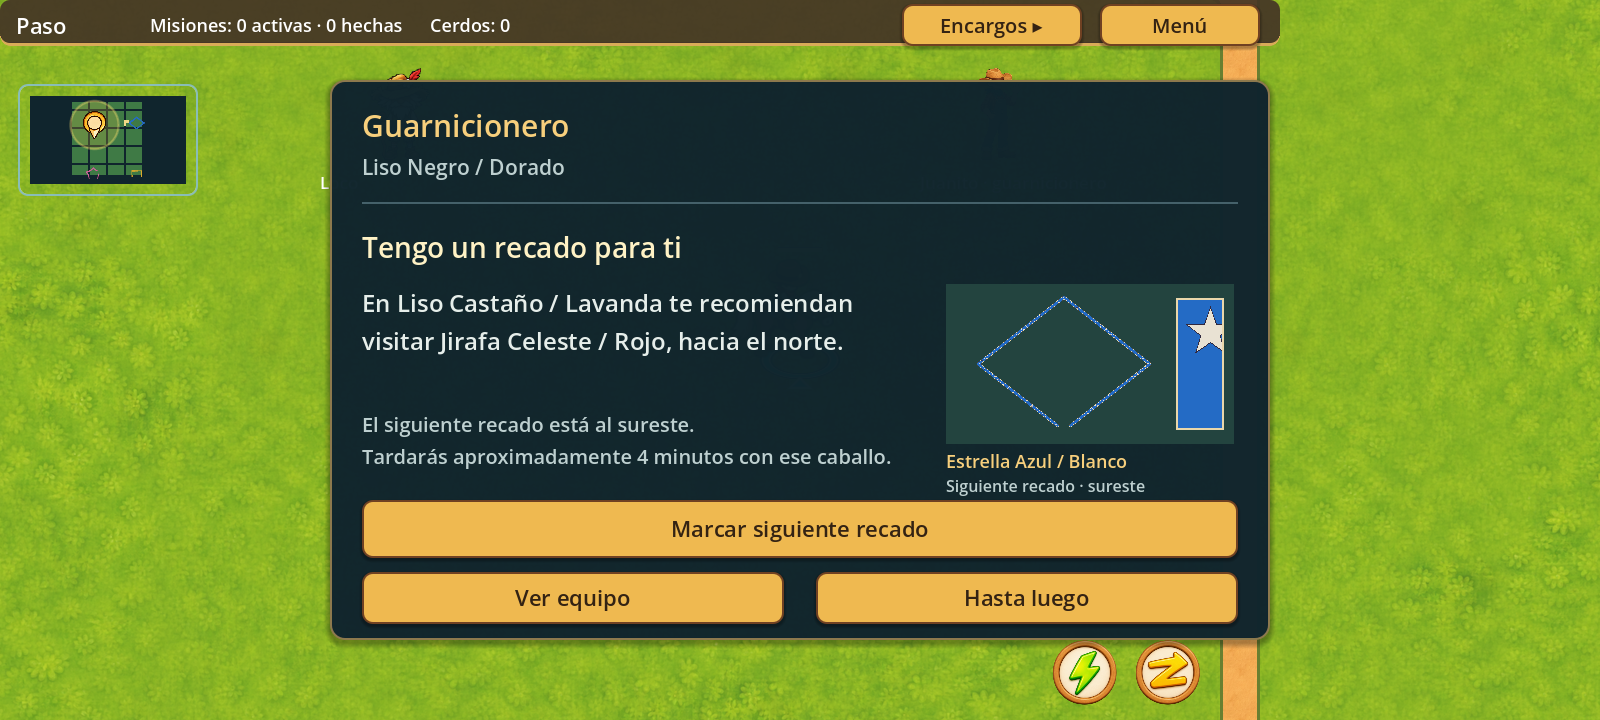 Paso
Misiones: 0 activas · 0 hechas
Cerdos: 0
Encargos ▸
Menú
L
Guarnicionero
Liso Negro / Dorado
Tengo un recado para ti
En Liso Castaño / Lavanda te recomiendan
visitar Jirafa Celeste / Rojo, hacia el norte.
El siguiente recado está al sureste.
Tardarás aproximadamente 4 minutos con ese caballo.
Estrella Azul / Blanco
Siguiente recado · sureste
Marcar siguiente recado
Ver equipo
Hasta luego